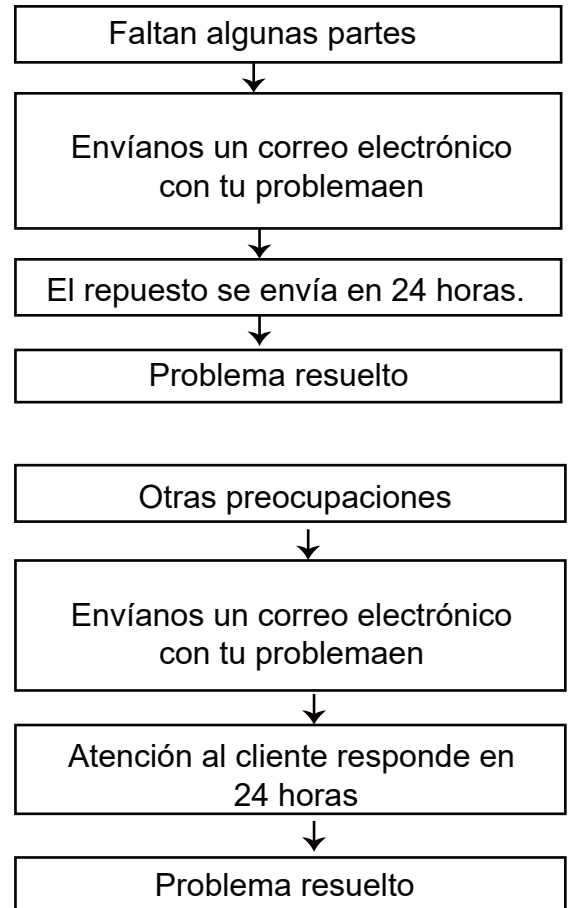 Faltan algunas partes
Envíanos un correo electrónico
con tu problemaen
El repuesto se envía en 24 horas.
Problema resuelto
Otras preocupaciones
Envíanos un correo electrónico
con tu problemaen
Atención al cliente responde en
24 horas
Problema resuelto